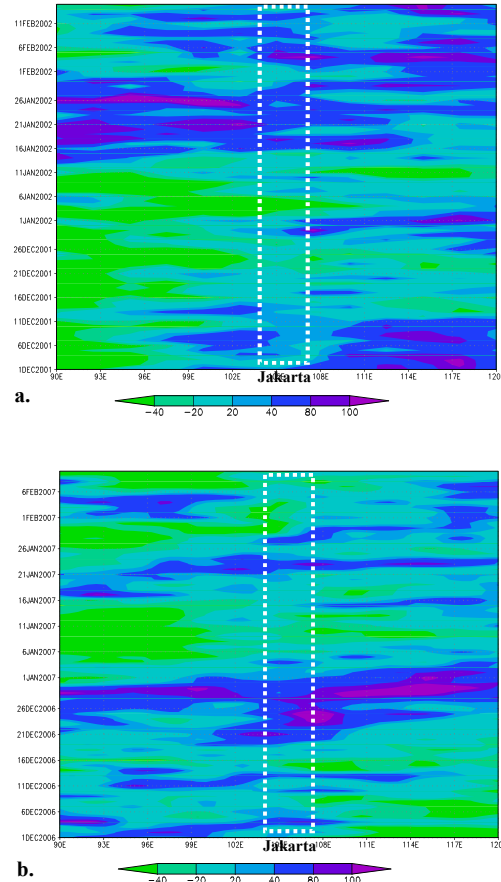 11FEB2002
6FEB2002
1FEB2002
26JAN2002
21JAN2002
16JAN2002
11JAN2002
6JAN2002
1JAN2002
26DEC2001
21DEC2001
16DEC2001
11DEC2001
6DEC2001
1DEC2001
90E 93E 96E 99E 102E 105E 108E 111E 114E 117E 120
Jakarta
a.
−40 −20 20 40 80 100
6FEB2007
1FEB2007
26JAN2007
21JAN2007
16JAN2007
11JAN2007
6JAN2007
1JAN2007
26DEC2006
21DEC2006
16DEC2006
11DEC2006
6DEC2006
1DEC2006
90E 93E 96E 99E 102E 105E 108E 111E 114E 117E 120
Jakarta
b.
−40 −20 20 40 80 100